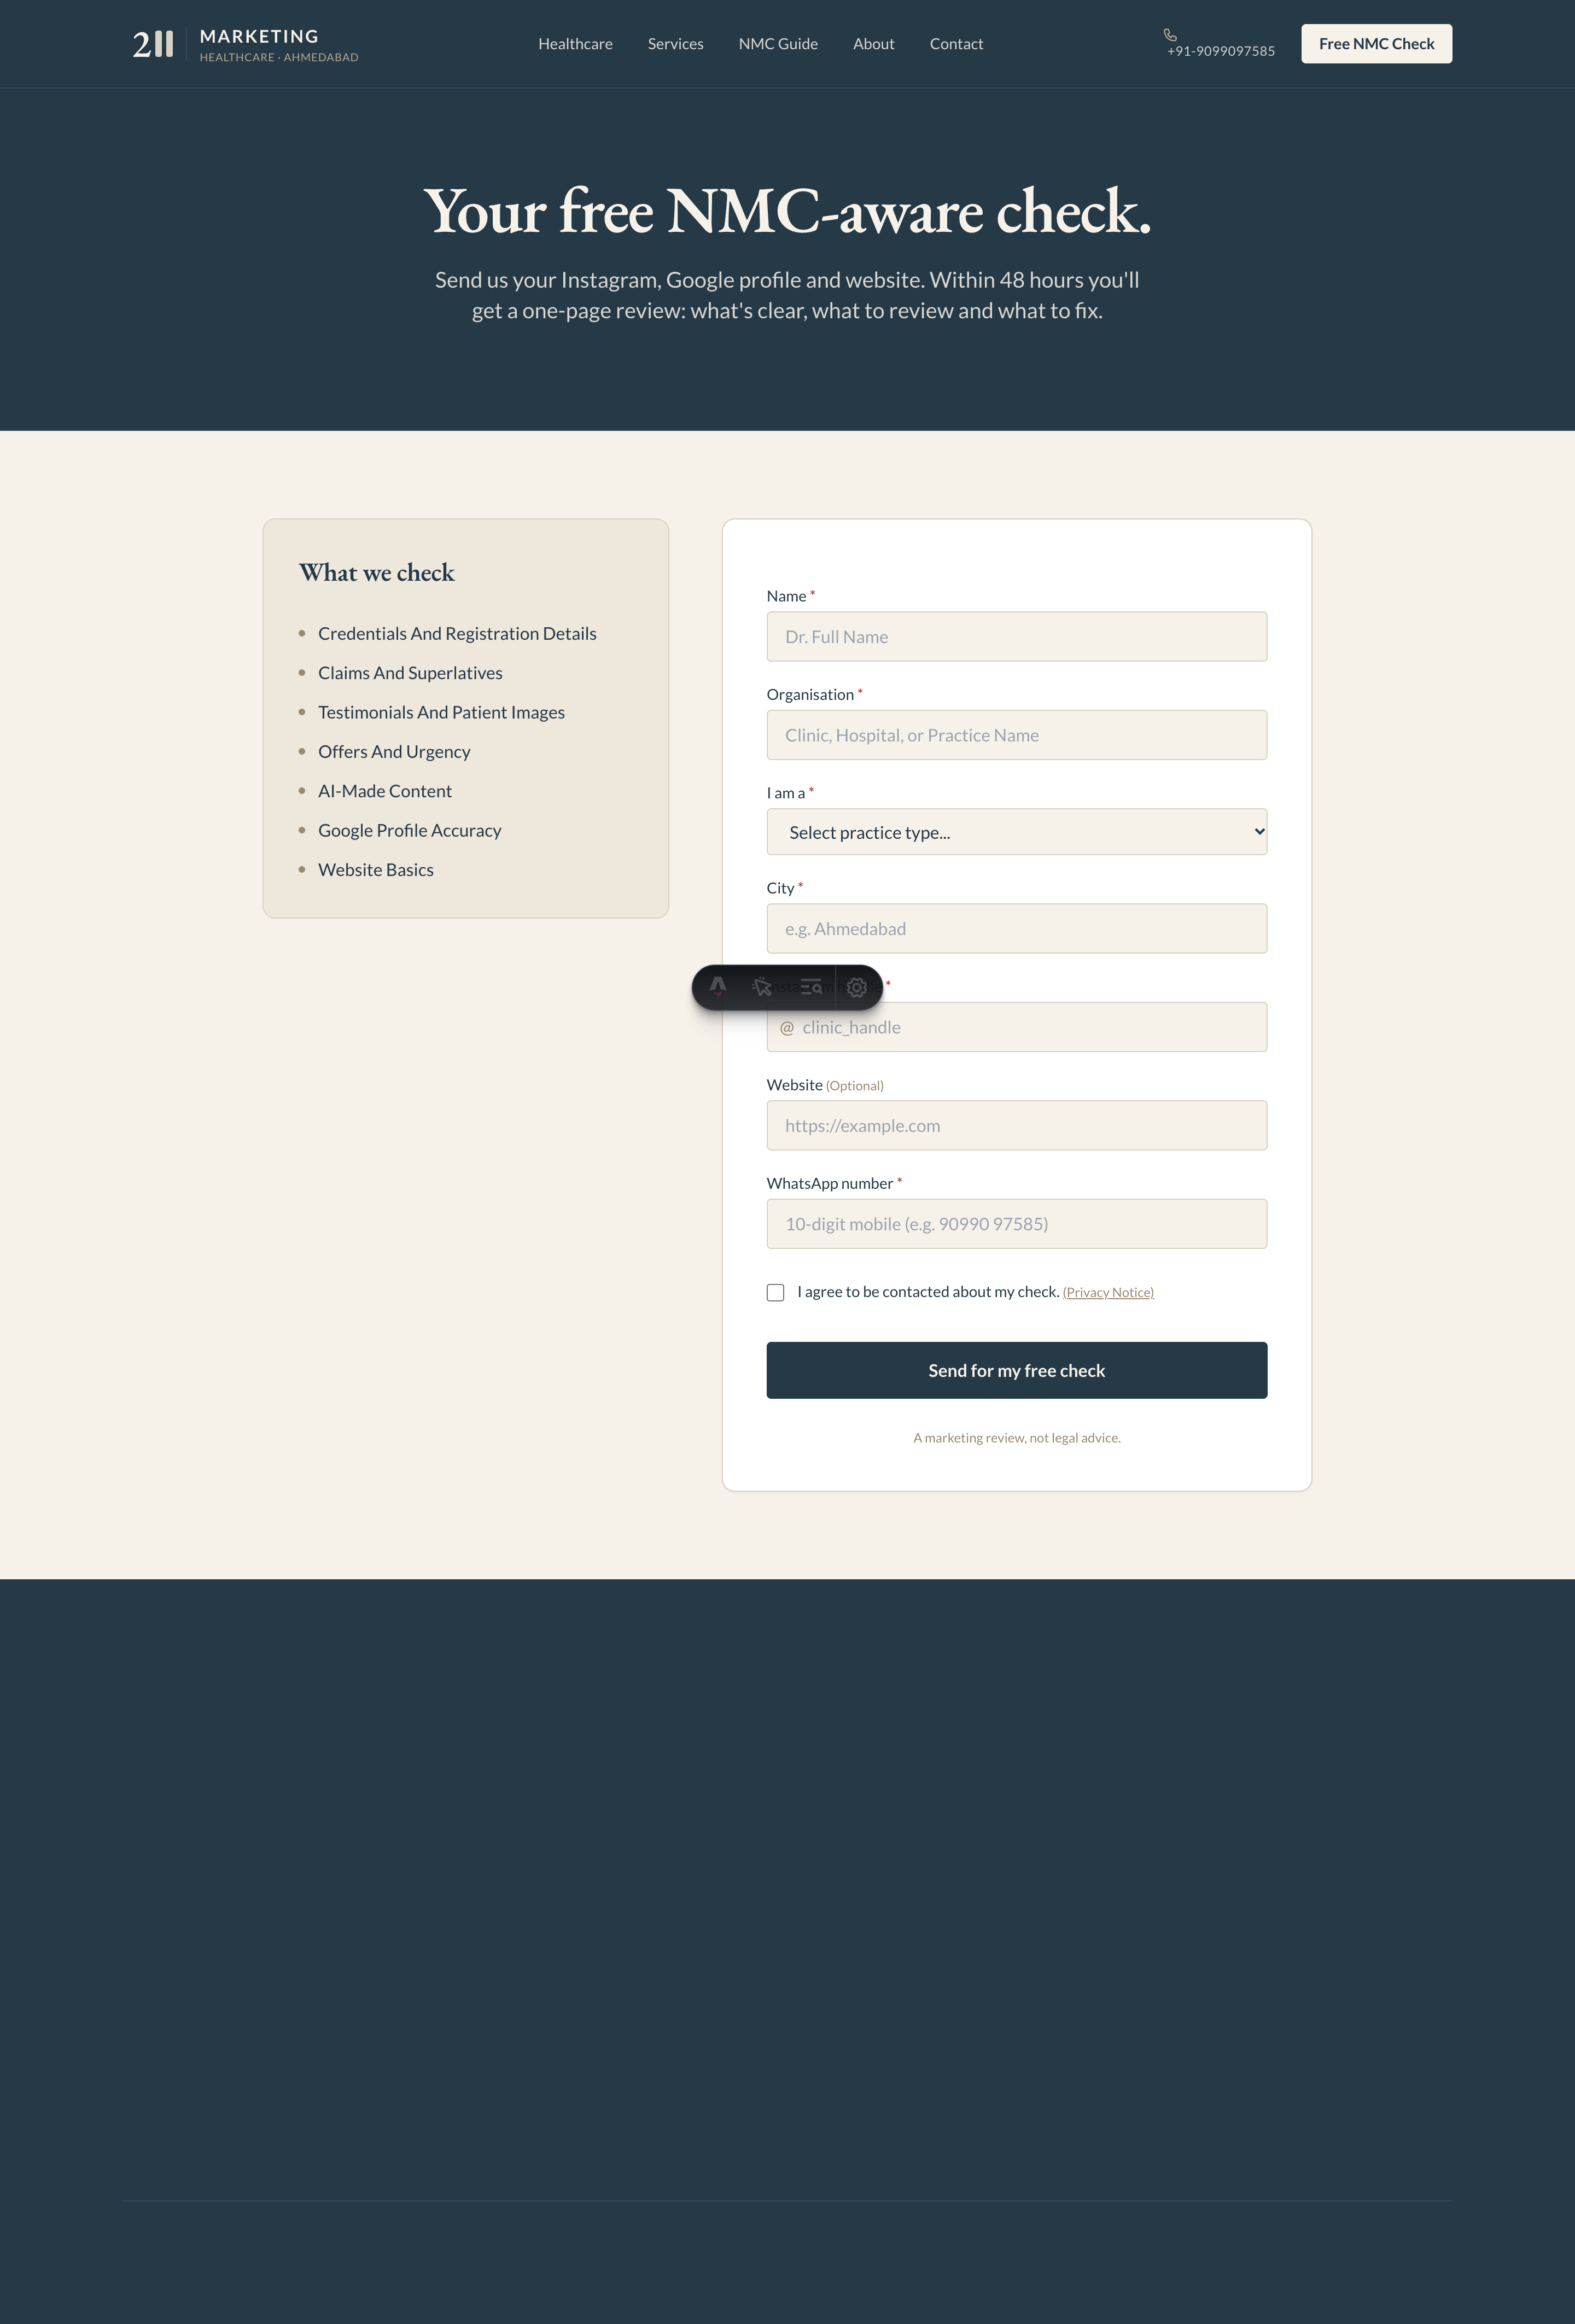 211
MARKETING
HEALTHCARE · AHMEDABAD
Healthcare
Services
NMC Guide
About
Contact
+91-9099097585
Free NMC Check
Your free NMC-aware check.
Send us your Instagram, Google profile and website. Within 48 hours you'll
get a one-page review: what's clear, what to review and what to fix.
What we check
Credentials And Registration Details
Claims And Superlatives
Testimonials And Patient Images
Offers And Urgency
AI-Made Content
Google Profile Accuracy
Website Basics
Name *
Dr. Full Name
Organisation *
Clinic, Hospital, or Practice Name
I am a *
Select practice type...
City *
e.g. Ahmedabad
*
@ clinic_handle
Website (Optional)
https://example.com
WhatsApp number *
10-digit mobile (e.g. 90990 97585)
I agree to be contacted about my check. (Privacy Notice)
Send for my free check
A marketing review, not legal advice.